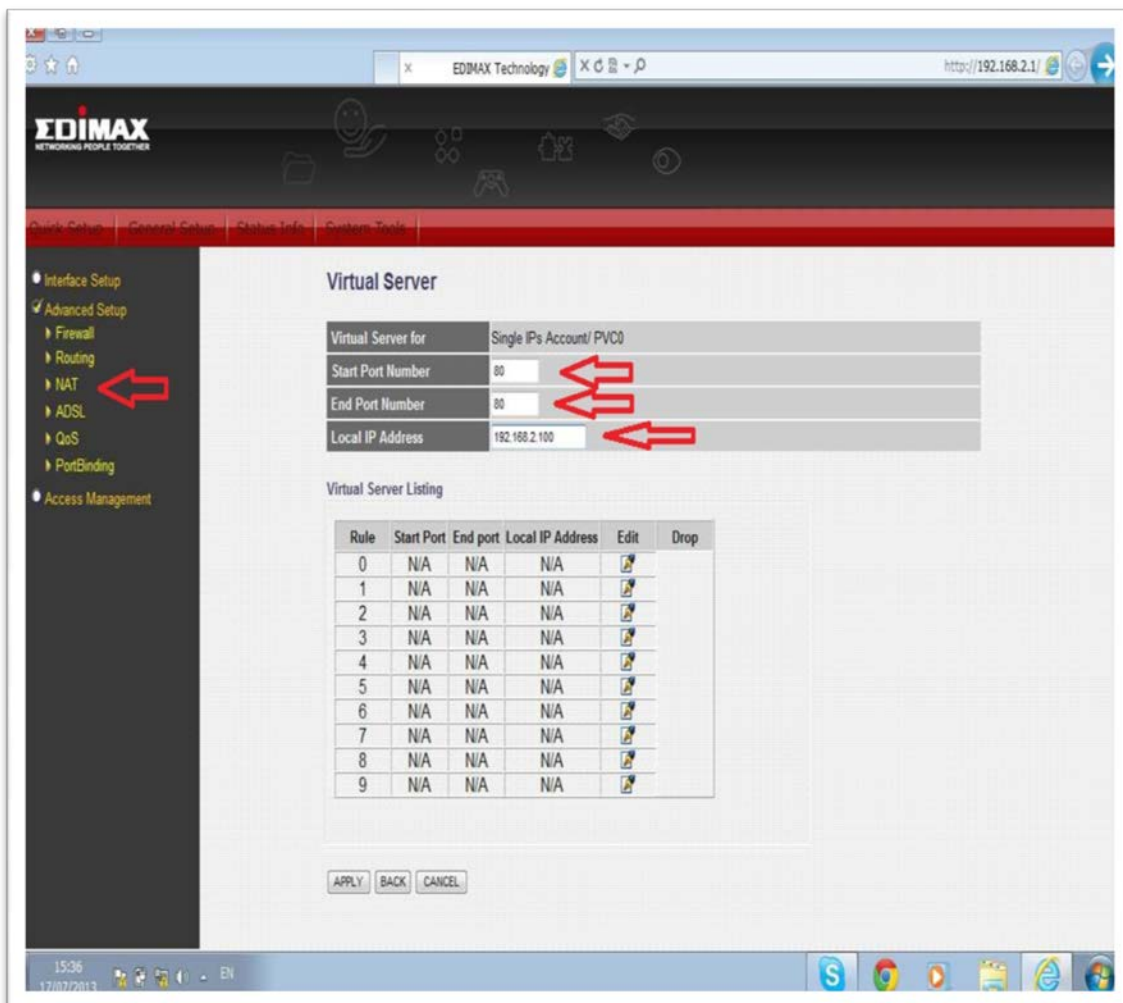 EDIMAX Technology
http://192.168.2.1/
EDIMAX
NETWORKING PEOPLE TOGETHER
Quick Setup General Setup Status Info System Tools
Interface Setup
Advanced Setup
Firewall
Routing
NAT
ADSL
QoS
PortBinding
Access Management
Virtual Server
Virtual Server for Single IPs Account/ PVC0
Start Port Number 80
End Port Number 80
Local IP Address 192.168.2.100
Virtual Server Listing
Rule Start Port End port Local IP Address Edit Drop
0 N/A N/A N/A
1 N/A N/A N/A
2 N/A N/A N/A
3 N/A N/A N/A
4 N/A N/A N/A
5 N/A N/A N/A
6 N/A N/A N/A
7 N/A N/A N/A
8 N/A N/A N/A
9 N/A N/A N/A
APPLY BACK CANCEL
15:36 EN
17/07/2013